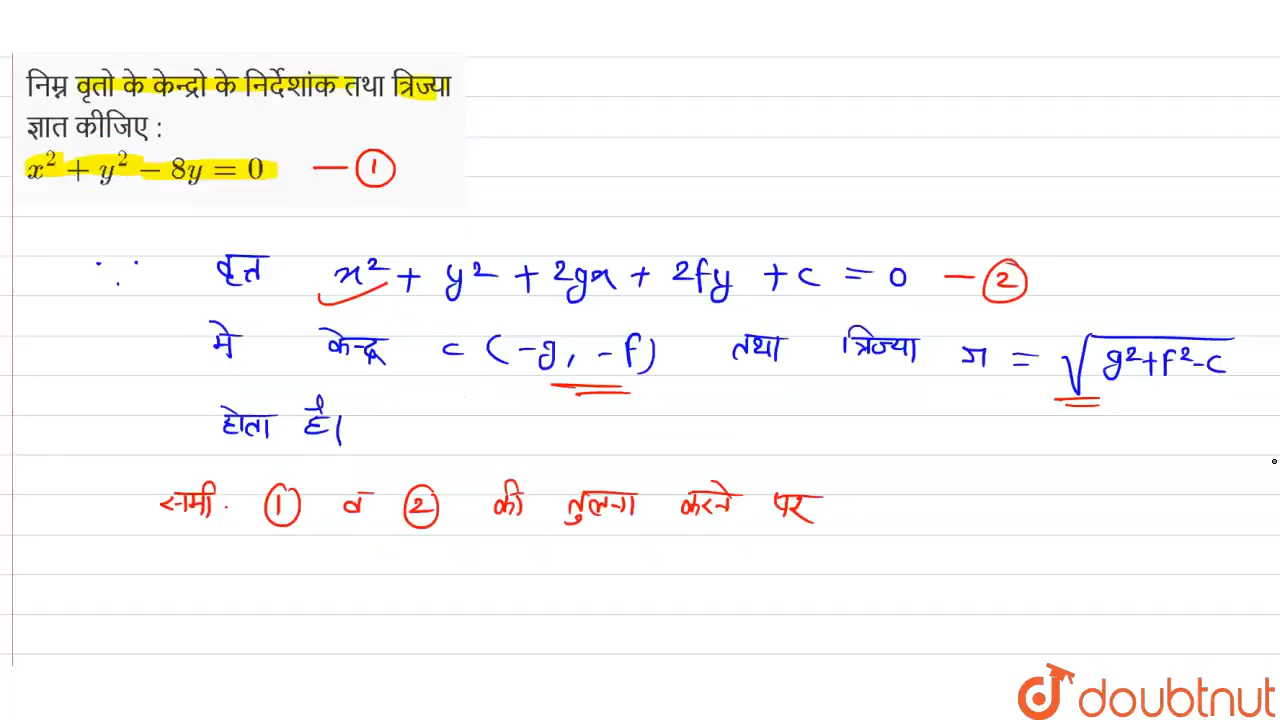 निम्न वृतो के केन्द्रो के निर्देशांक तथा त्रिज्या
ज्ञात कीजिए :
x² + y² − 8y = 0 — ①
∵ वृत्त x² + y² + 2gx + 2fy + c = 0 — ②
मे केन्द्र c (-g, -f) तथा त्रिज्या r = √g²+f²-c
होता है।
समी. ① व ② की तुलना करने पर
doubtnut